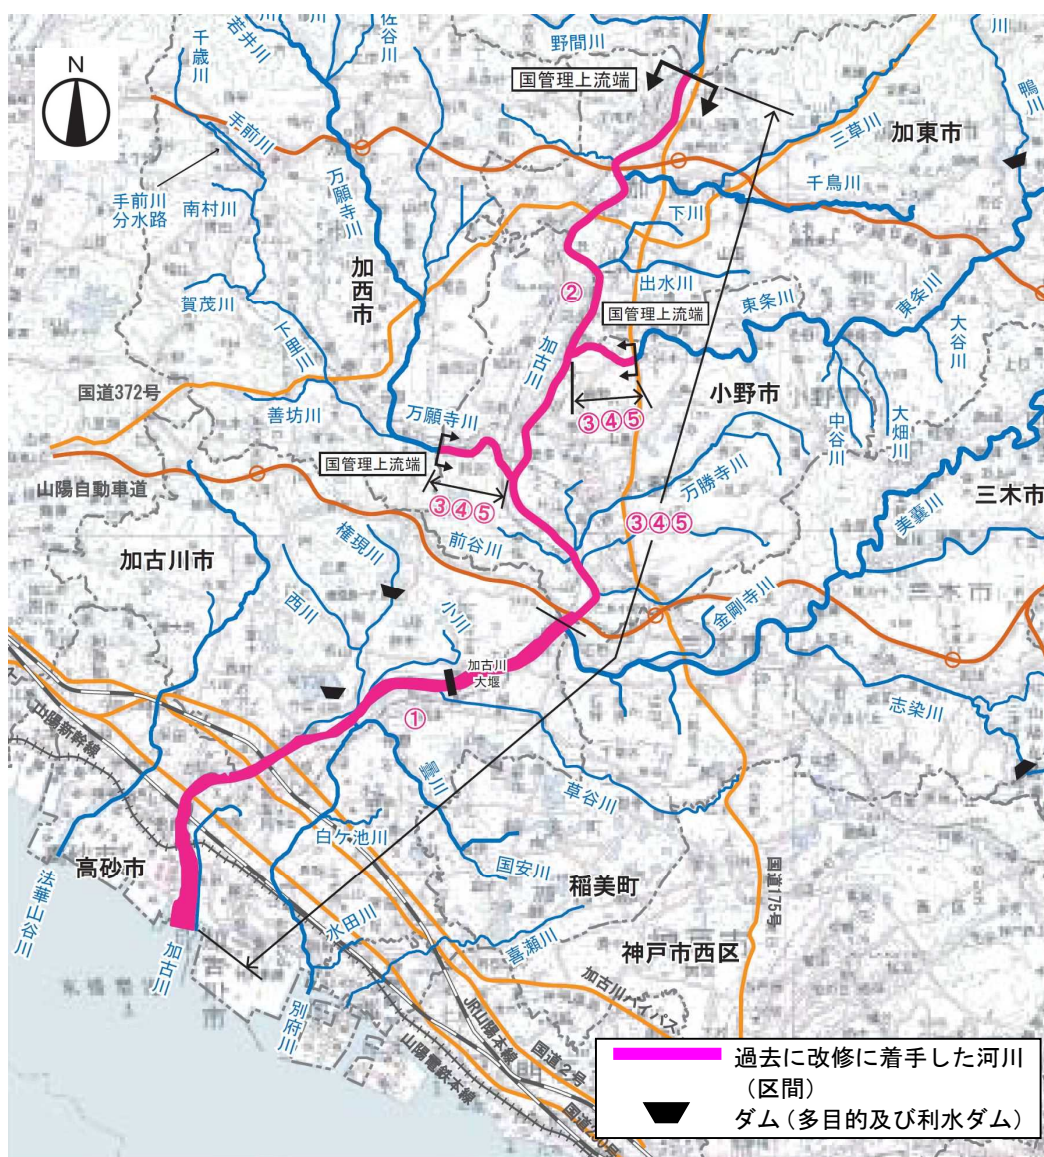 N
千歳川
若井川
佐谷川
野間川
国管理上流端
鴨川
加東市
三草川
手前川
手前川
分水路
南村川
万願寺川
千鳥川
下川
加西市
賀茂川
下里川
出水川
②
国管理上流端
東条川
東条川
大谷川
加古川
国道372号
善坊川
万願寺川
小野市
③④⑤
中谷川
大畑川
国管理上流端
③④⑤
万勝寺川
③④⑤
三木市
美嚢川
山陽自動車道
権現川
前谷川
加古川市
西川
小川
金剛寺川
加古川
大堰
①
志染川
山陽新幹線
曇川
草谷川
白ケ池川
国安川
稲美町
国道175号
高砂市
法華山谷川
加古川
水田川
喜瀬川
神戸市西区
別府川
加古川バイパス
JR山陽本線
山陽電鉄本線
国道2号
過去に改修に着手した河川
（区間）
ダム（多目的及び利水ダム）